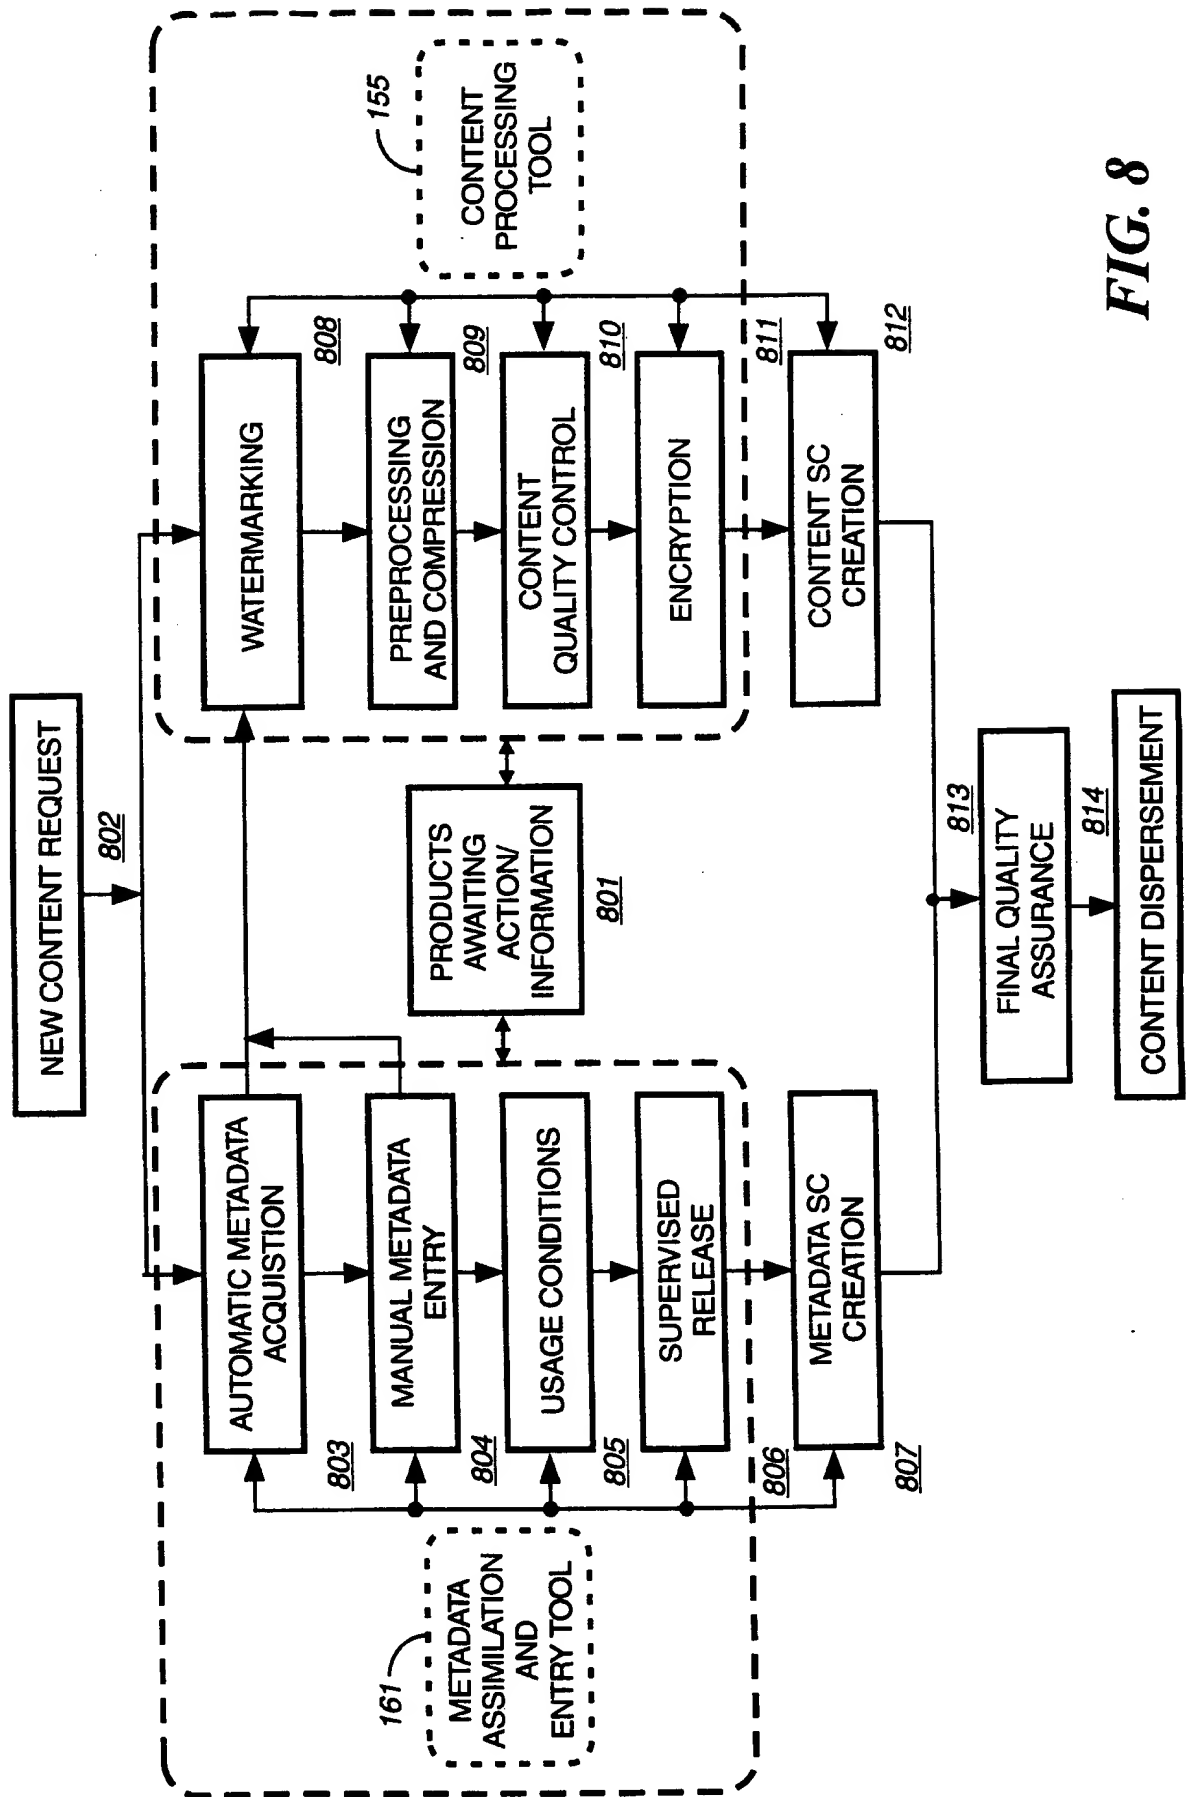 NEW CONTENT REQUEST
802
161
METADATA
ASSIMILATION
AND
ENTRY TOOL
AUTOMATIC METADATA
ACQUISTION
803
MANUAL METADATA
ENTRY
804
USAGE CONDITIONS
805
SUPERVISED
RELEASE
806
METADATA SC
CREATION
807
PRODUCTS
AWAITING
ACTION/
INFORMATION
801
WATERMARKING
808
PREPROCESSING
AND COMPRESSION
809
CONTENT
QUALITY CONTROL
810
ENCRYPTION
811
CONTENT SC
CREATION
812
155
CONTENT
PROCESSING
TOOL
813
FINAL QUALITY
ASSURANCE
814
CONTENT DISPERSEMENT
FIG. 8